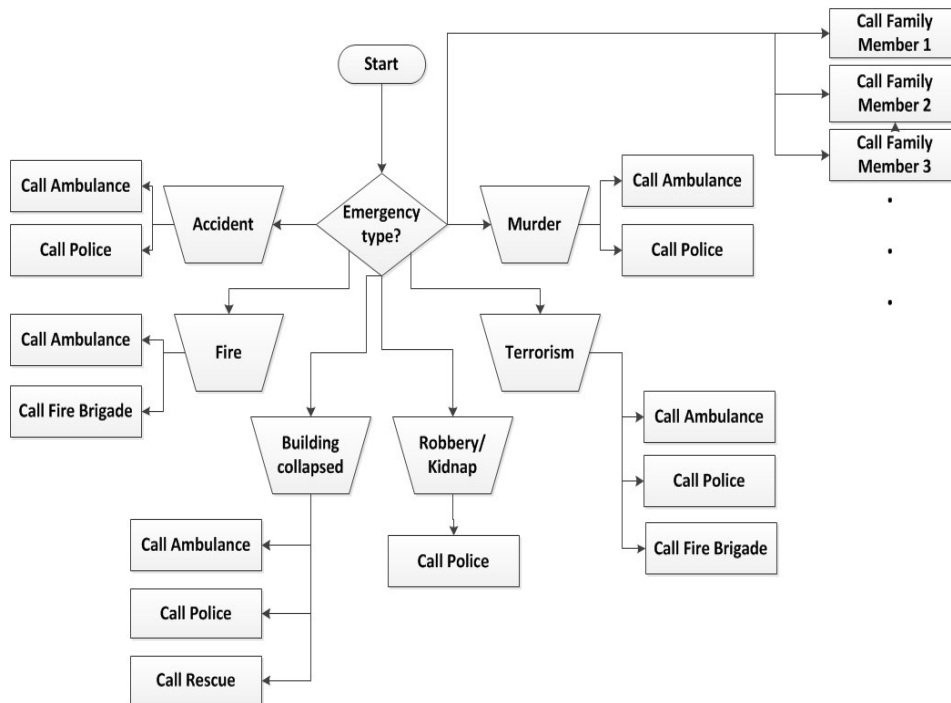 Start
Call Family
Member 1
Call Family
Member 2
Call Family
Member 3
Emergency
type?
Accident
Call Ambulance
Call Police
Murder
Call Ambulance
Call Police
Fire
Call Ambulance
Call Fire Brigade
Terrorism
Call Ambulance
Call Police
Call Fire Brigade
Building
collapsed
Call Ambulance
Call Police
Call Rescue
Robbery/
Kidnap
Call Police